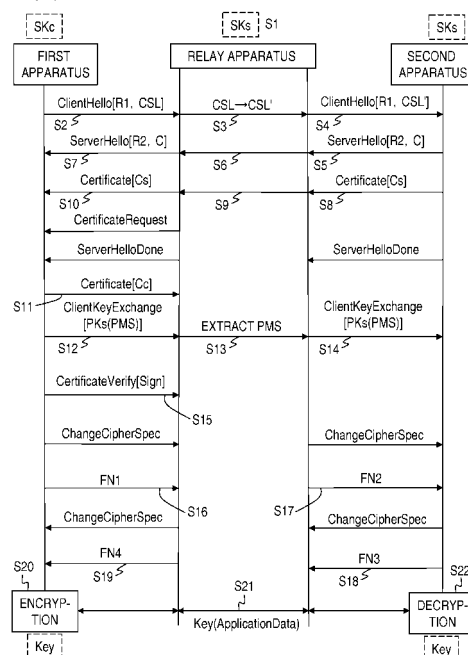 SKc
SKs
S1
SKs
FIRST
APPARATUS
RELAY APPARATUS
SECOND
APPARATUS
ClientHello[R1, CSL]
CSL→CSL'
ClientHello[R1, CSL']
S2
S3
S4
ServerHello[R2, C]
ServerHello[R2, C]
S7
S6
S5
Certificate[Cs]
Certificate[Cs]
S10
S9
S8
CertificateRequest
ServerHelloDone
ServerHelloDone
Certificate[Cc]
S11
ClientKeyExchange
[PKs(PMS)]
EXTRACT PMS
ClientKeyExchange
[PKs(PMS)]
S12
S13
S14
CertificateVerify[Sign]
S15
ChangeCipherSpec
ChangeCipherSpec
FN1
FN2
S16
S17
ChangeCipherSpec
ChangeCipherSpec
FN4
FN3
S20
S19
S18
S22
S21
ENCRYP-
TION
Key(ApplicationData)
DECRYP-
TION
Key
Key